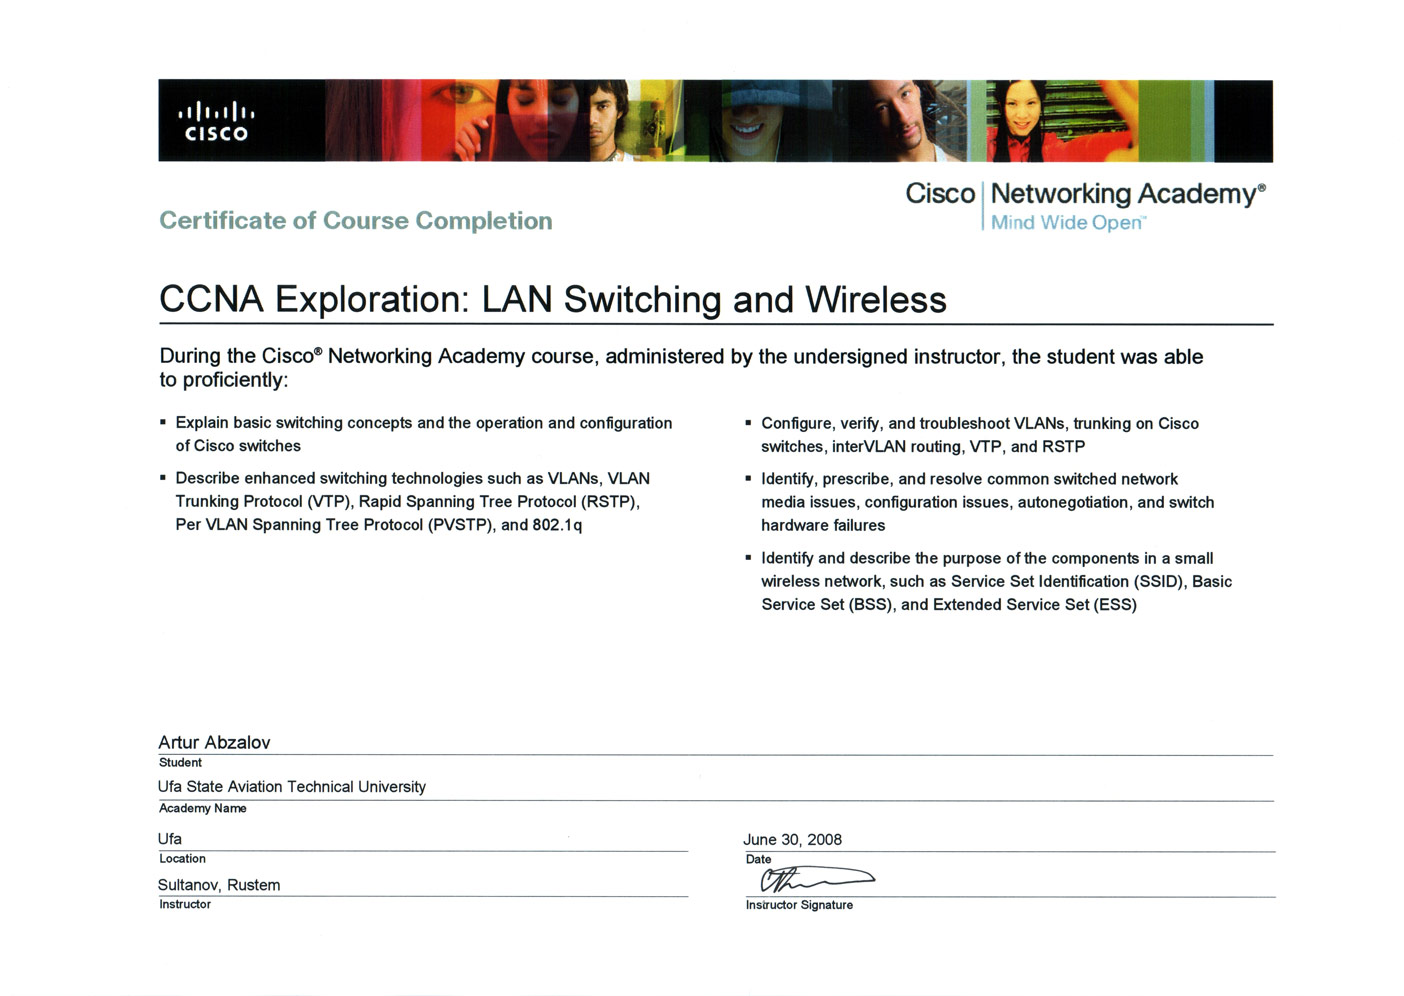 CISCO
Cisco | Networking Academy®
Mind Wide Open™
Certificate of Course Completion
CCNA Exploration: LAN Switching and Wireless
During the Cisco® Networking Academy course, administered by the undersigned instructor, the student was able
to proficiently:
▪ Explain basic switching concepts and the operation and configuration
of Cisco switches
▪ Describe enhanced switching technologies such as VLANs, VLAN
Trunking Protocol (VTP), Rapid Spanning Tree Protocol (RSTP),
Per VLAN Spanning Tree Protocol (PVSTP), and 802.1q
▪ Configure, verify, and troubleshoot VLANs, trunking on Cisco
switches, interVLAN routing, VTP, and RSTP
▪ Identify, prescribe, and resolve common switched network
media issues, configuration issues, autonegotiation, and switch
hardware failures
▪ Identify and describe the purpose of the components in a small
wireless network, such as Service Set Identification (SSID), Basic
Service Set (BSS), and Extended Service Set (ESS)
Artur Abzalov
Student
Ufa State Aviation Technical University
Academy Name
Ufa
Location
June 30, 2008
Date
Sultanov, Rustem
Instructor
Instructor Signature